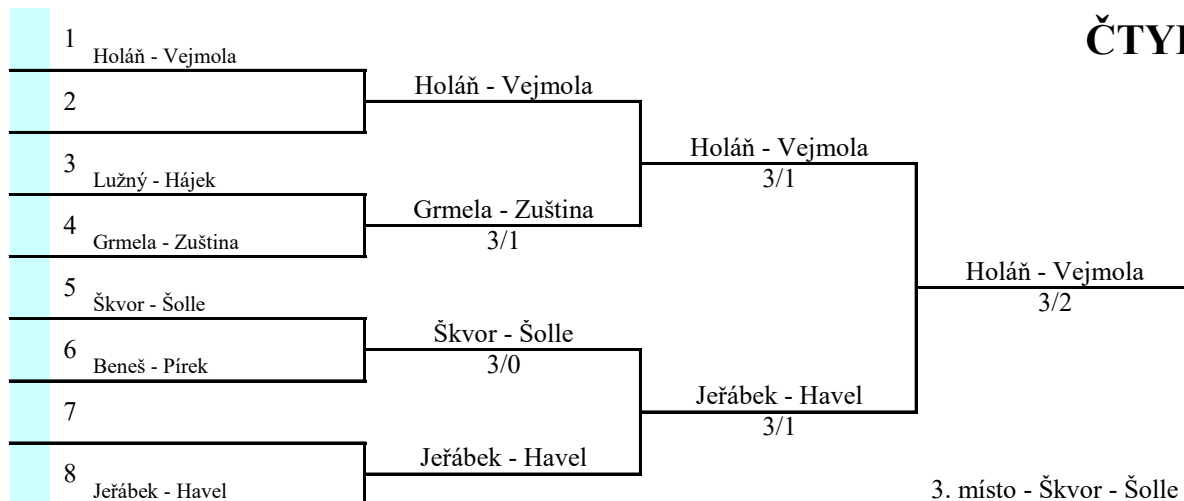 ČTYI
1 Holáň - Vejmola
Holáň - Vejmola
2
Holáň - Vejmola
3/1
3 Lužný - Hájek
Grmela - Zuština
3/1
4 Grmela - Zuština
Holáň - Vejmola
3/2
5 Škvor - Šolle
Škvor - Šolle
3/0
6 Beneš - Pírek
Jeřábek - Havel
3/1
7
Jeřábek - Havel
8 Jeřábek - Havel
3. místo - Škvor - Šolle